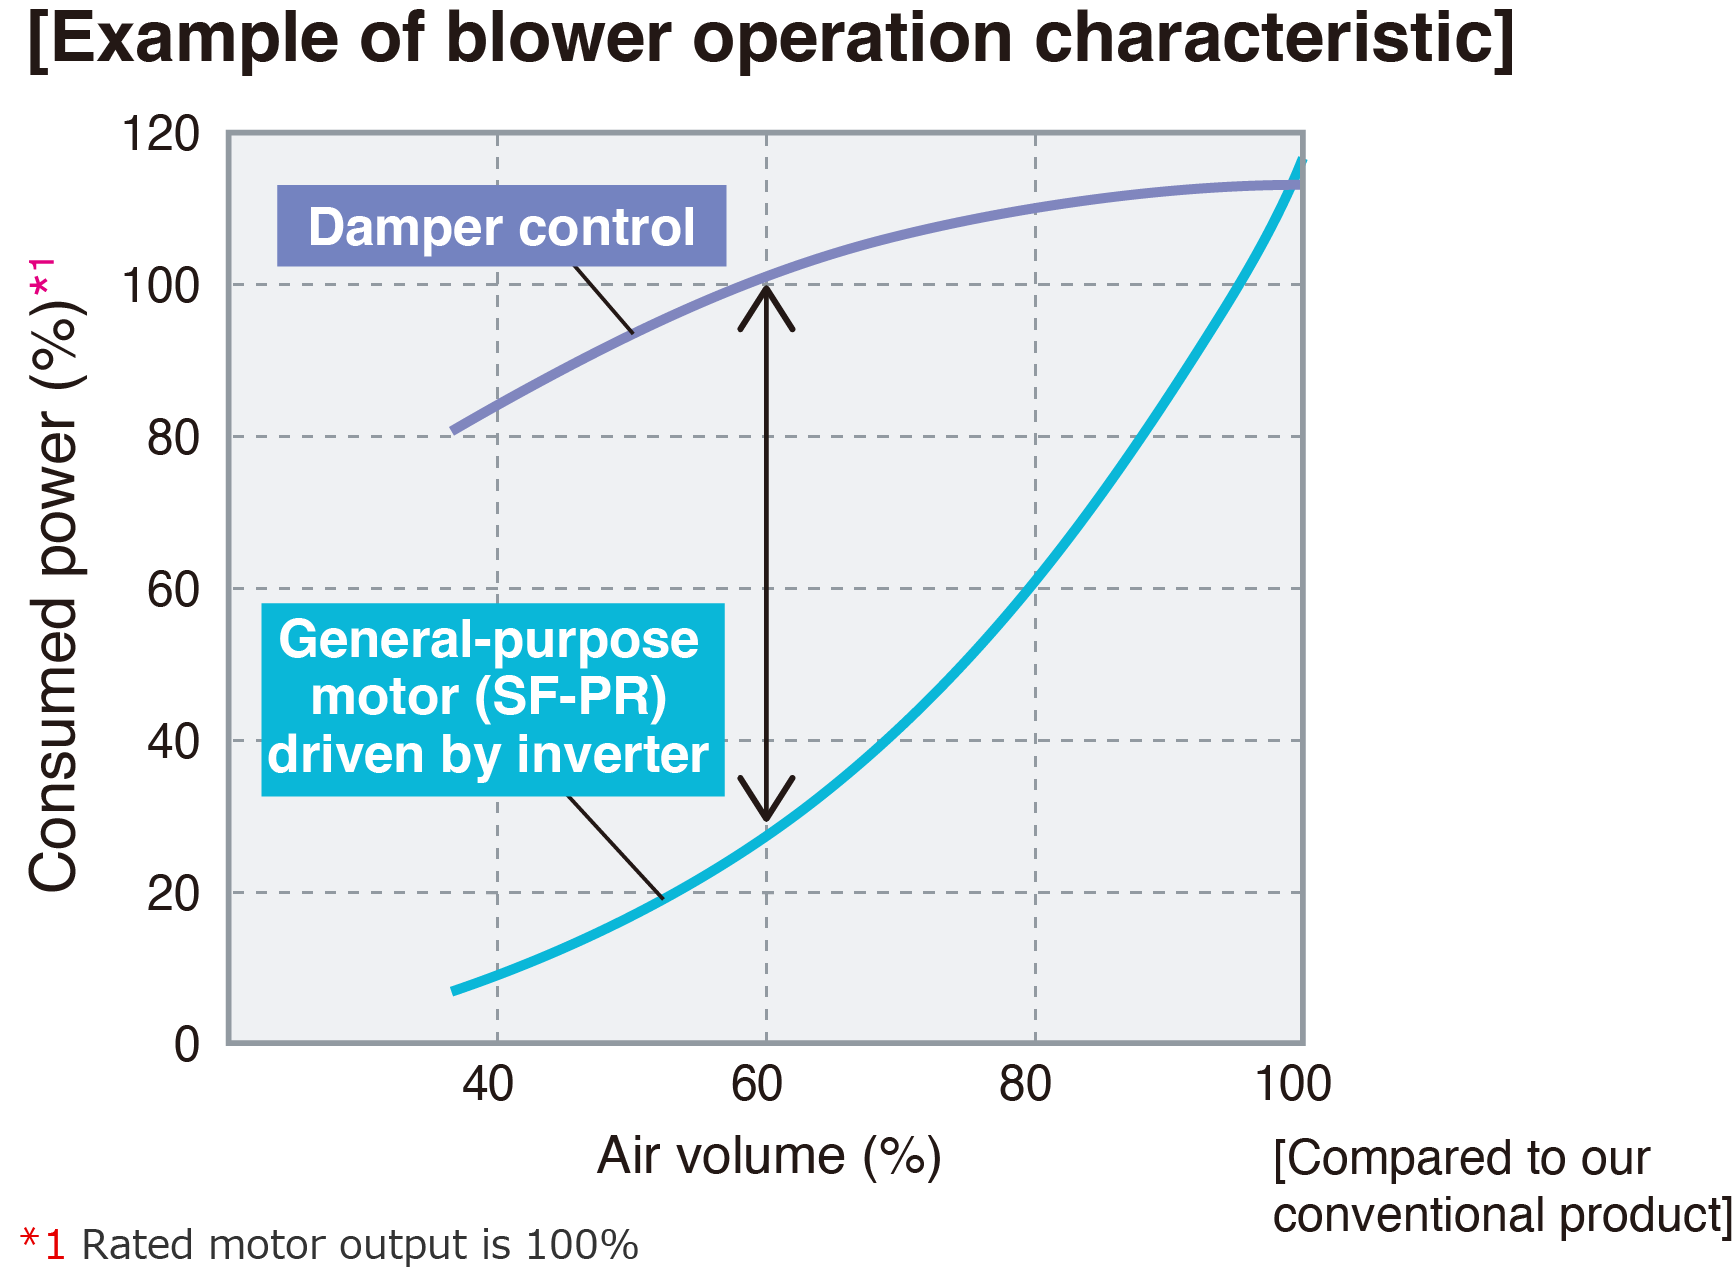 [Example of blower operation characteristic]
120
100
80
60
40
20
0
Consumed power (%)*1
Damper control
General-purpose
motor (SF-PR)
driven by inverter
40
60
80
100
Air volume (%)
[Compared to our
conventional product]
*1 Rated motor output is 100%